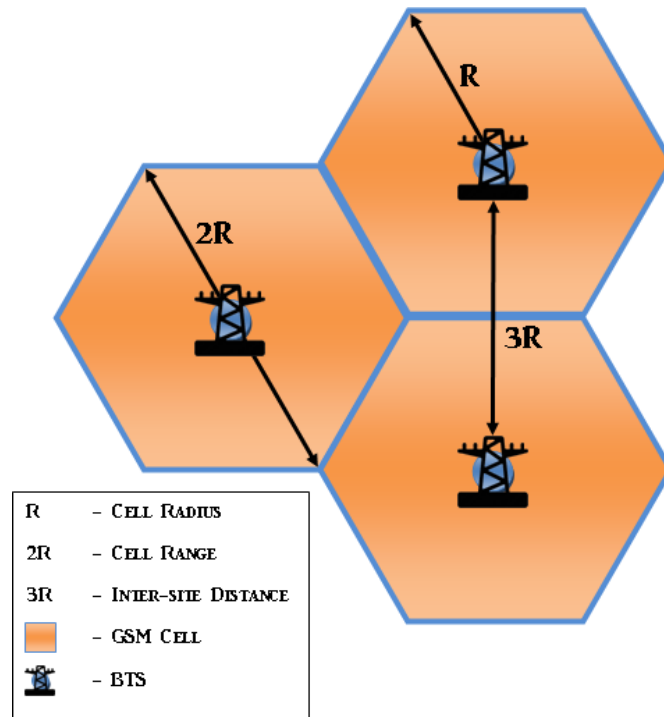 R
2R
3R
R – CELL RADIUS
2R – CELL RANGE
3R – INTER-SITE DISTANCE
– GSM CELL
– BTS